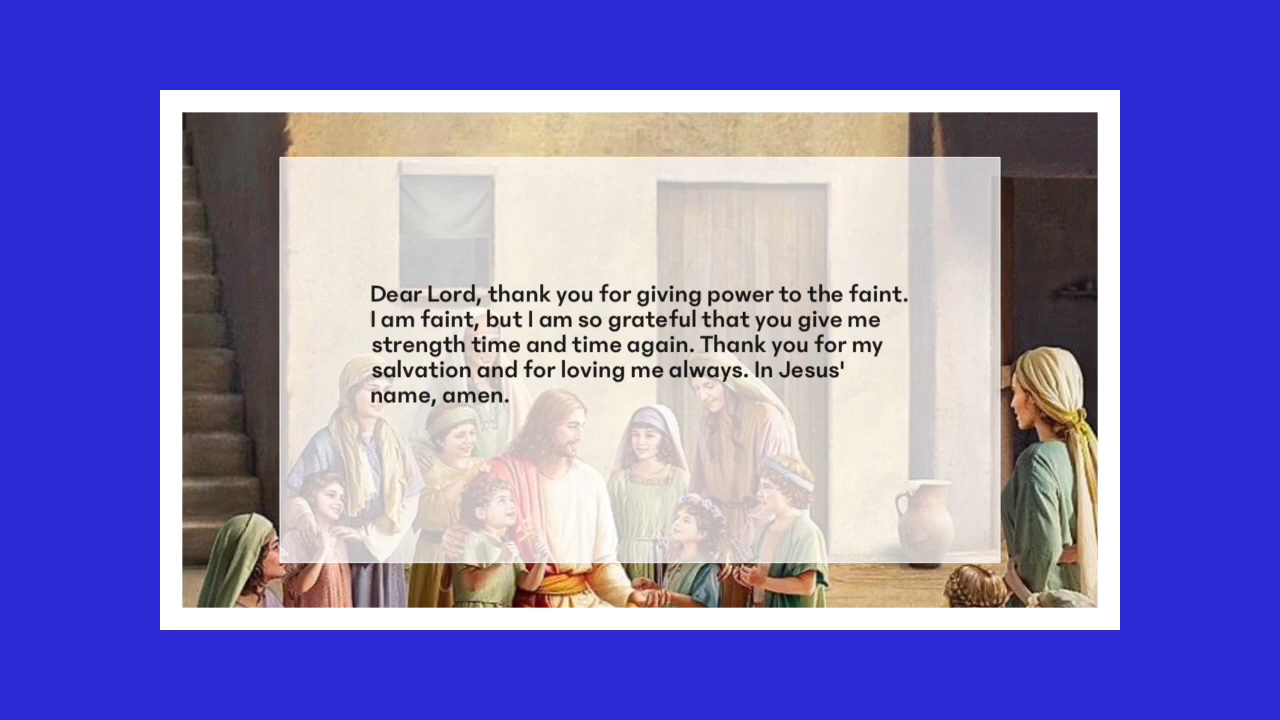 Dear Lord, thank you for giving power to the faint.
I am faint, but I am so grateful that you give me
strength time and time again. Thank you for my
salvation and for loving me always. In Jesus'
name, amen.